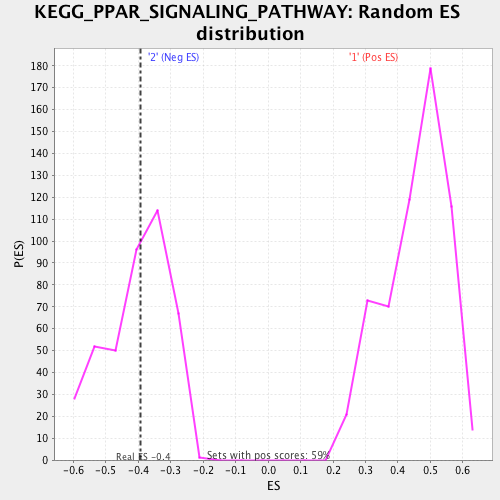 KEGG_PPAR_SIGNALING_PATHWAY: Random ES
distribution
'2' (Neg ES)
'1' (Pos ES)
180
170
160
150
140
130
120
110
100
90
80
70
60
50
40
30
20
10
0
P(ES)
Real ES -0.4
Sets with pos scores: 59%
-0.6 -0.5 -0.4 -0.3 -0.2 -0.1 0.0 0.1 0.2 0.3 0.4 0.5 0.6
ES